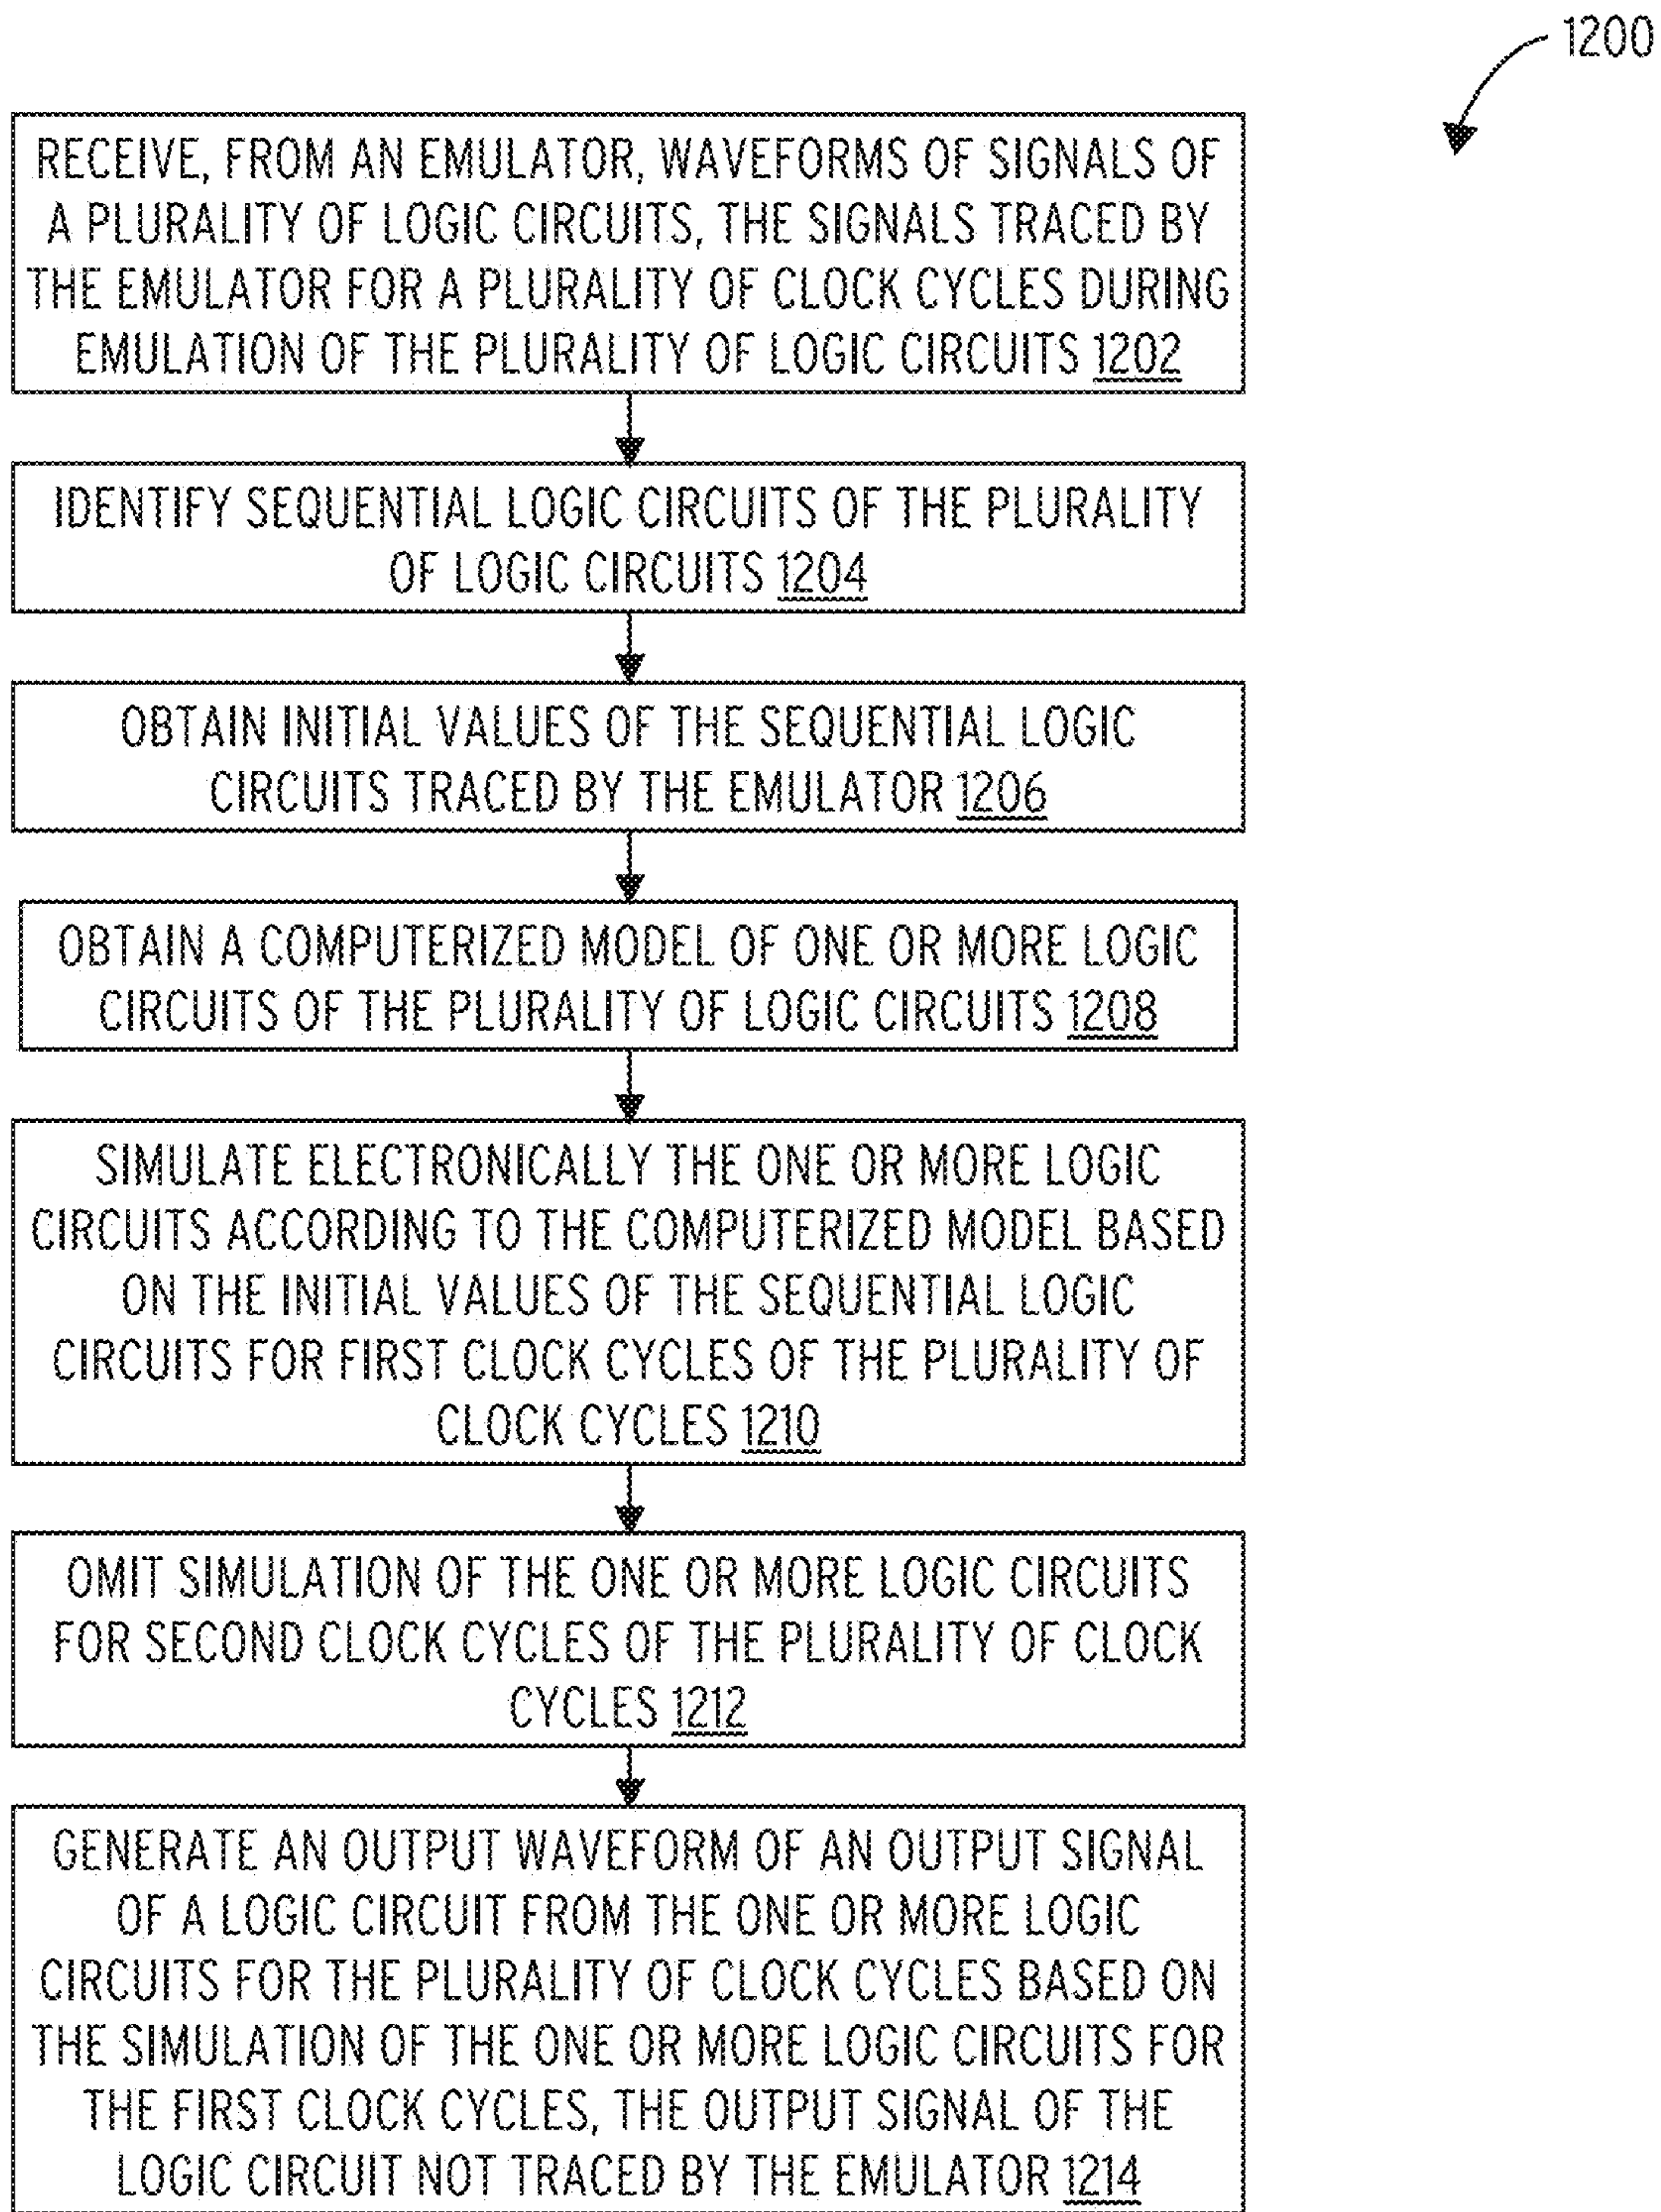 1200
RECEIVE, FROM AN EMULATOR, WAVEFORMS OF SIGNALS OF
A PLURALITY OF LOGIC CIRCUITS, THE SIGNALS TRACED BY
THE EMULATOR FOR A PLURALITY OF CLOCK CYCLES DURING
EMULATION OF THE PLURALITY OF LOGIC CIRCUITS 1202
IDENTIFY SEQUENTIAL LOGIC CIRCUITS OF THE PLURALITY
OF LOGIC CIRCUITS 1204
OBTAIN INITIAL VALUES OF THE SEQUENTIAL LOGIC
CIRCUITS TRACED BY THE EMULATOR 1206
OBTAIN A COMPUTERIZED MODEL OF ONE OR MORE LOGIC
CIRCUITS OF THE PLURALITY OF LOGIC CIRCUITS 1208
SIMULATE ELECTRONICALLY THE ONE OR MORE LOGIC
CIRCUITS ACCORDING TO THE COMPUTERIZED MODEL BASED
ON THE INITIAL VALUES OF THE SEQUENTIAL LOGIC
CIRCUITS FOR FIRST CLOCK CYCLES OF THE PLURALITY OF
CLOCK CYCLES 1210
OMIT SIMULATION OF THE ONE OR MORE LOGIC CIRCUITS
FOR SECOND CLOCK CYCLES OF THE PLURALITY OF CLOCK
CYCLES 1212
GENERATE AN OUTPUT WAVEFORM OF AN OUTPUT SIGNAL
OF A LOGIC CIRCUIT FROM THE ONE OR MORE LOGIC
CIRCUITS FOR THE PLURALITY OF CLOCK CYCLES BASED ON
THE SIMULATION OF THE ONE OR MORE LOGIC CIRCUITS FOR
THE FIRST CLOCK CYCLES, THE OUTPUT SIGNAL OF THE
LOGIC CIRCUIT NOT TRACED BY THE EMULATOR 1214